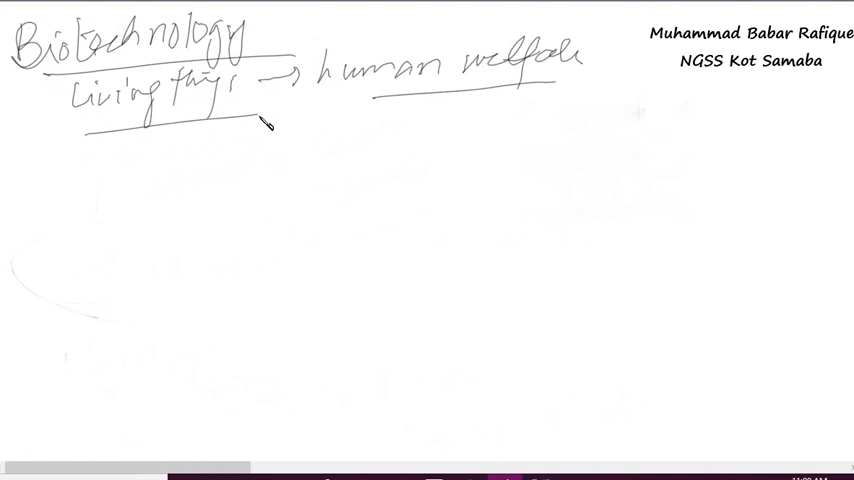 Biotechnology
Living things → human welfare
Muhammad Babar Rafique
NGSS Kot Samaba